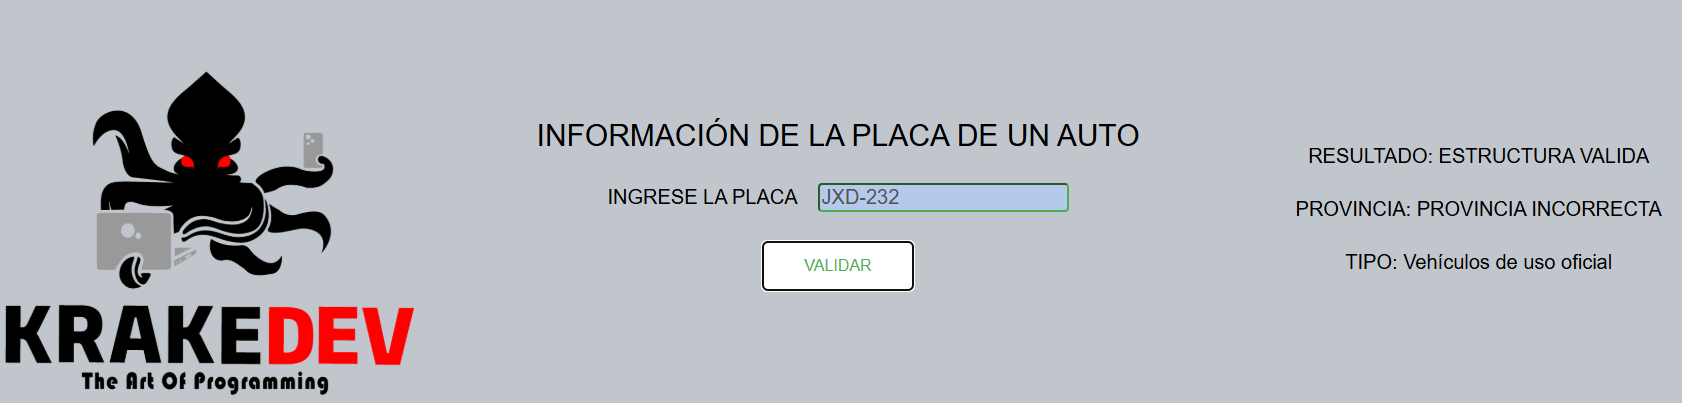 KRAKEDEV
The Art Of Programming
INFORMACIÓN DE LA PLACA DE UN AUTO
INGRESE LA PLACA JXD-232
VALIDAR
RESULTADO: ESTRUCTURA VALIDA
PROVINCIA: PROVINCIA INCORRECTA
TIPO: Vehículos de uso oficial